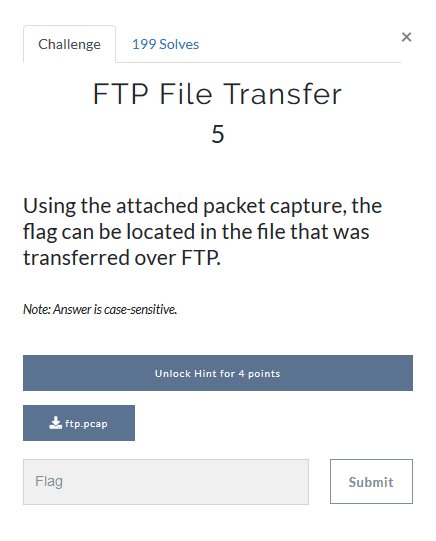 Challenge
199 Solves
×
FTP File Transfer
5
Using the attached packet capture, the
flag can be located in the file that was
transferred over FTP.
Note: Answer is case-sensitive.
Unlock Hint for 4 points
ftp.pcap
Flag
Submit